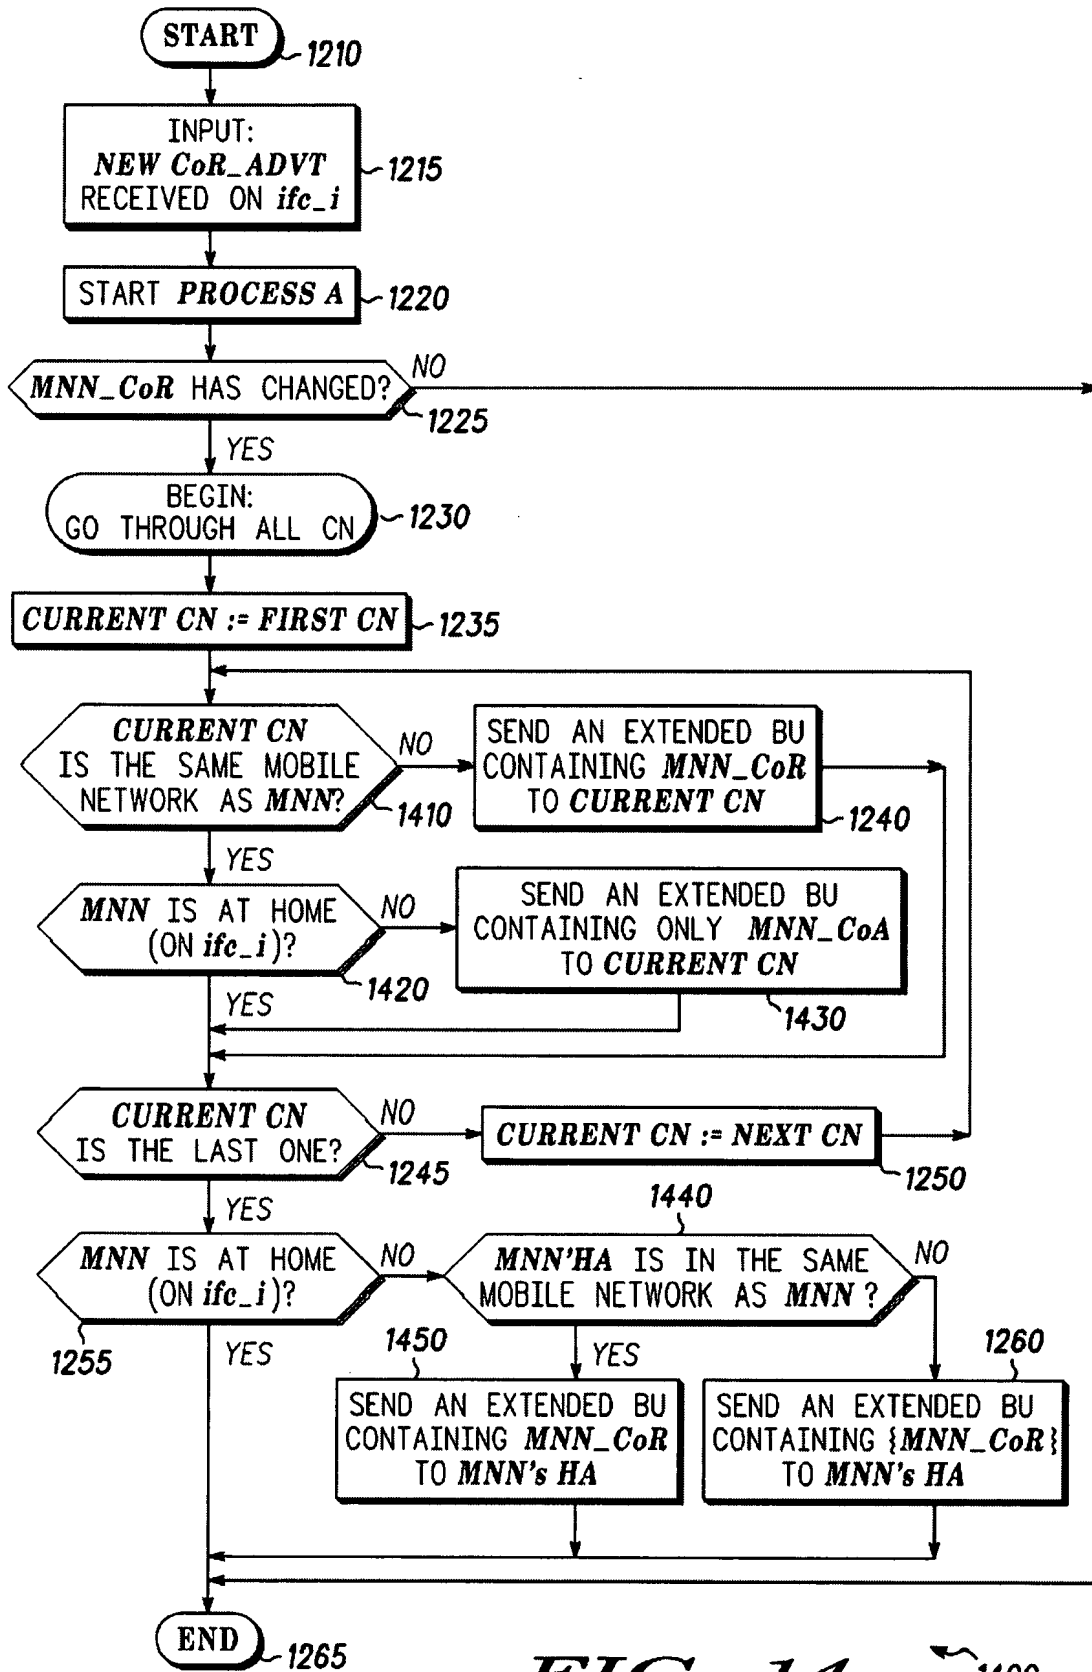 START
1210
INPUT:
NEW CoR_ADVT
RECEIVED ON ifc_i
1215
START PROCESS A
1220
MNN_CoR HAS CHANGED?
NO
1225
YES
BEGIN:
GO THROUGH ALL CN
1230
CURRENT CN := FIRST CN
1235
CURRENT CN
IS THE SAME MOBILE
NETWORK AS MNN?
1410
NO
SEND AN EXTENDED BU
CONTAINING MNN_CoR
TO CURRENT CN
1240
YES
MNN IS AT HOME
(ON ifc_i)?
1420
NO
SEND AN EXTENDED BU
CONTAINING ONLY MNN_CoA
TO CURRENT CN
1430
YES
CURRENT CN
IS THE LAST ONE?
1245
NO
CURRENT CN := NEXT CN
1250
YES
MNN IS AT HOME
(ON ifc_i)?
1255
NO
1440
MNN'HA IS IN THE SAME
MOBILE NETWORK AS MNN ?
NO
YES
1450
YES
SEND AN EXTENDED BU
CONTAINING MNN_CoR
TO MNN's HA
1260
SEND AN EXTENDED BU
CONTAINING {MNN_CoR}
TO MNN's HA
END
1265